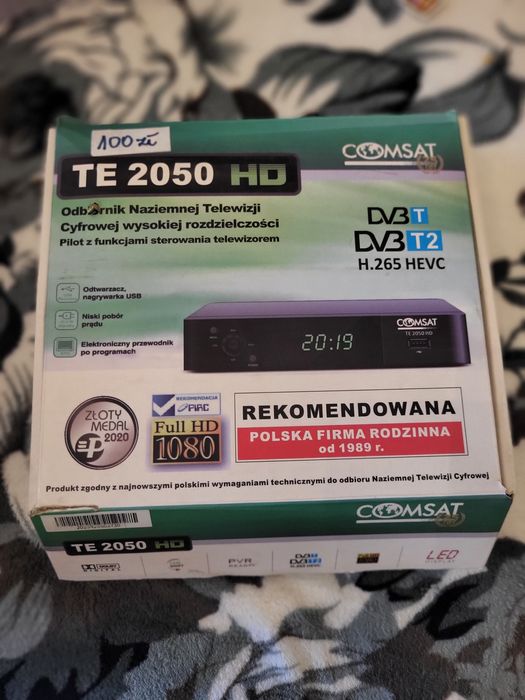 100 zł
COMSAT
TE 2050 HD
Odbiornik Naziemnej Telewizji
Cyfrowej wysokiej rozdzielczości
Pilot z funkcjami sterowania telewizorem
DVB T
DVB T2
H.265 HEVC
Odtwarzacz,
nagrywarka USB
Niski pobór
prądu
Elektroniczny przewodnik
po programach
COMSAT
TE 2050 HD
20:19
ZŁOTY
MEDAL
2020
REKOMENDACJA
PIRC
Full HD
1080
REKOMENDOWANA
POLSKA FIRMA RODZINNA
od 1989 r.
Produkt zgodny z najnowszymi polskimi wymaganiami technicznymi do odbioru Naziemnej Telewizji Cyfrowej
COMSAT
TE 2050 HD
PVR
READY
DVB T
DVB T2
H.265 HEVC
LED
DISPLAY